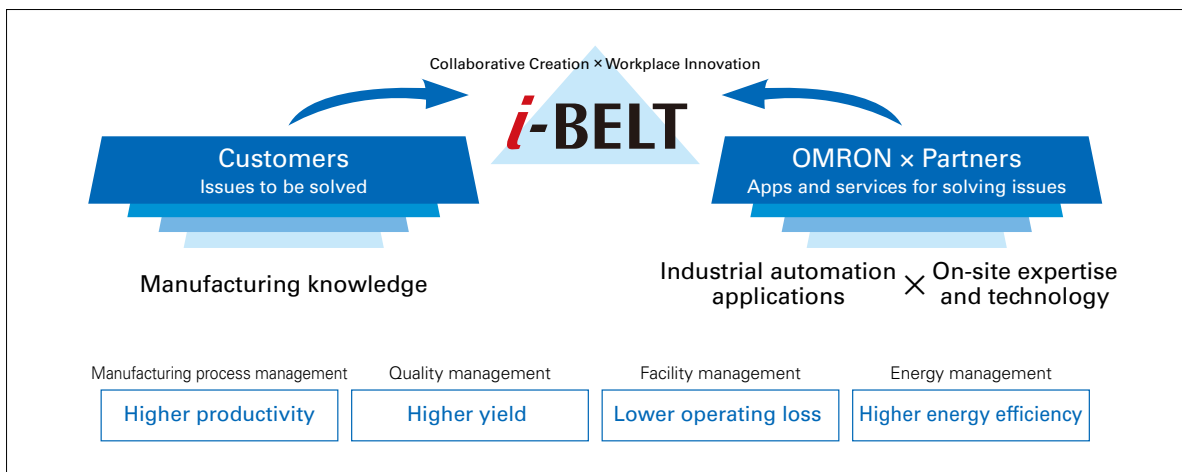 Collaborative Creation × Workplace Innovation
i-BELT
Customers
Issues to be solved
OMRON × Partners
Apps and services for solving issues
Manufacturing knowledge
Industrial automation
applications
×
On-site expertise
and technology
Manufacturing process management
Higher productivity
Quality management
Higher yield
Facility management
Lower operating loss
Energy management
Higher energy efficiency